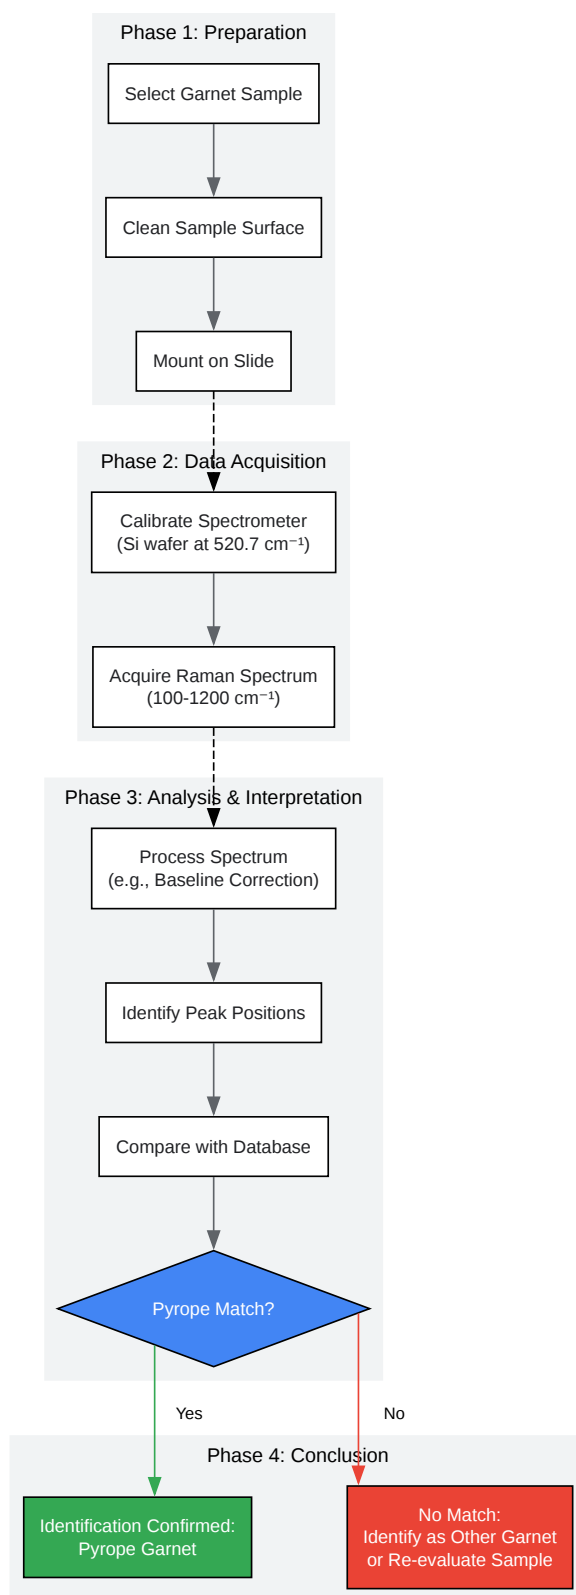 Phase 1: Preparation
Select Garnet Sample
Clean Sample Surface
Mount on Slide
Phase 2: Data Acquisition
Calibrate Spectrometer
(Si wafer at 520.7 cm⁻¹)
Acquire Raman Spectrum
(100-1200 cm⁻¹)
Phase 3: Analysis & Interpretation
Process Spectrum
(e.g., Baseline Correction)
Identify Peak Positions
Compare with Database
Pyrope Match?
Yes
No
Phase 4: Conclusion
Identification Confirmed:
Pyrope Garnet
No Match:
Identify as Other Garnet
or Re-evaluate Sample